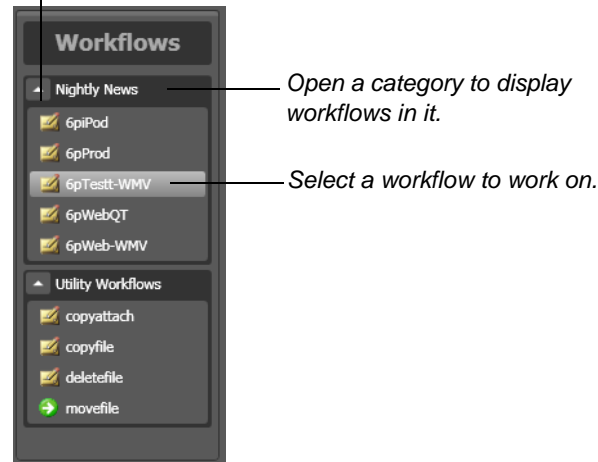 Workflows
Nightly News
Open a category to display
workflows in it.
6piPod
6pProd
6pTestt-WMV
Select a workflow to work on.
6pWebQT
6pWeb-WMV
Utility Workflows
copyattach
copyfile
deletefile
movefile